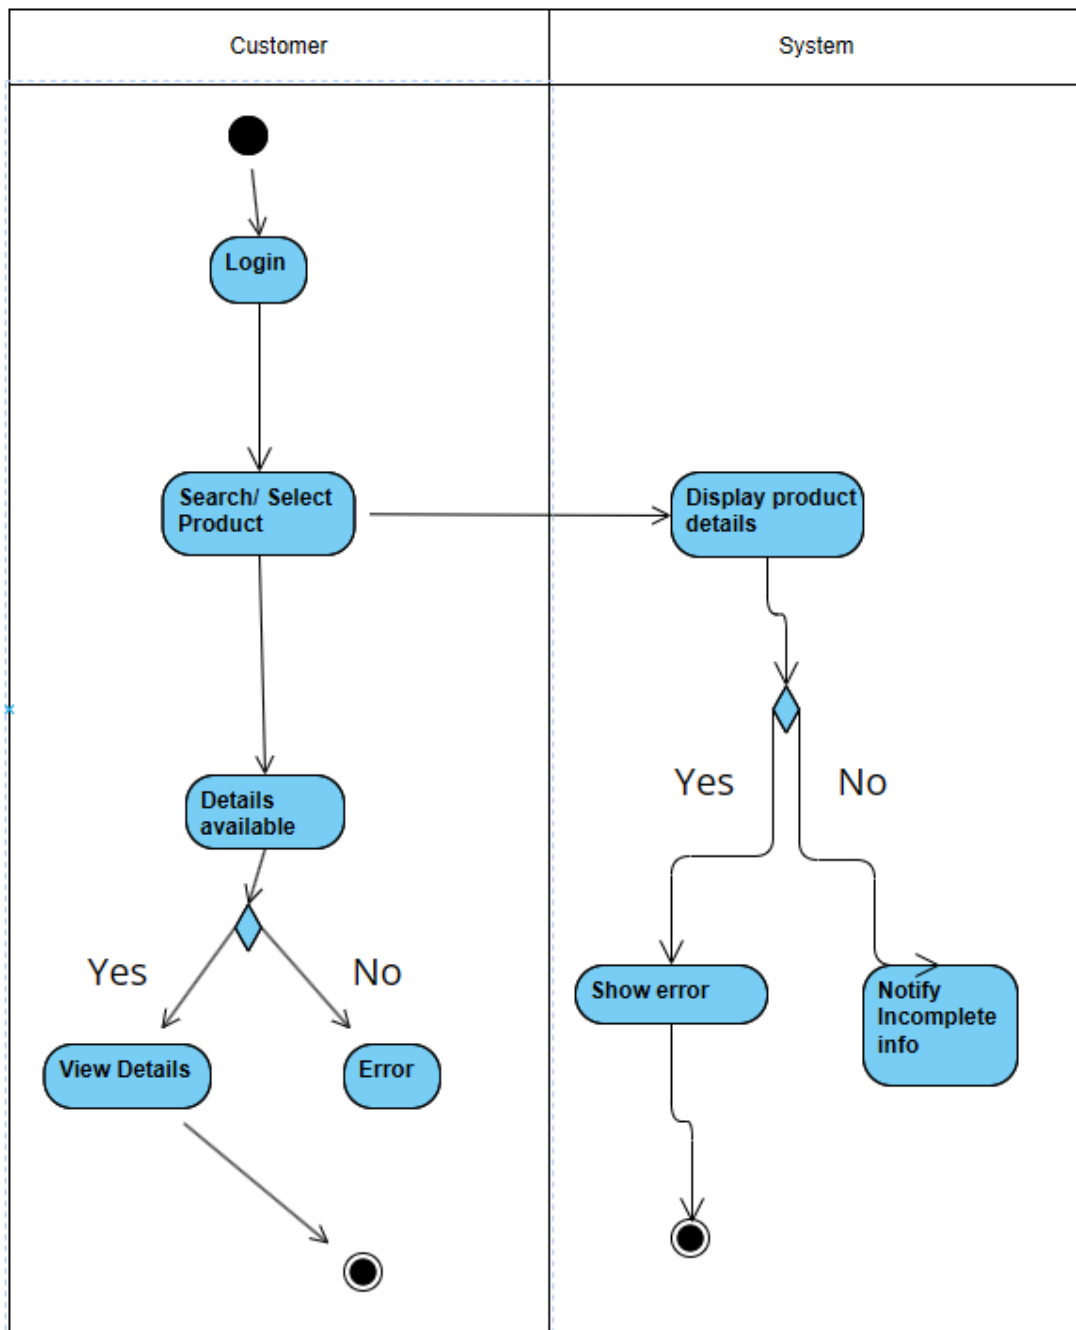 Customer
System
Login
Search/ Select
Product
Display product
details
Yes
No
Details
available
Yes
No
Show error
Notify
Incomplete
info
View Details
Error